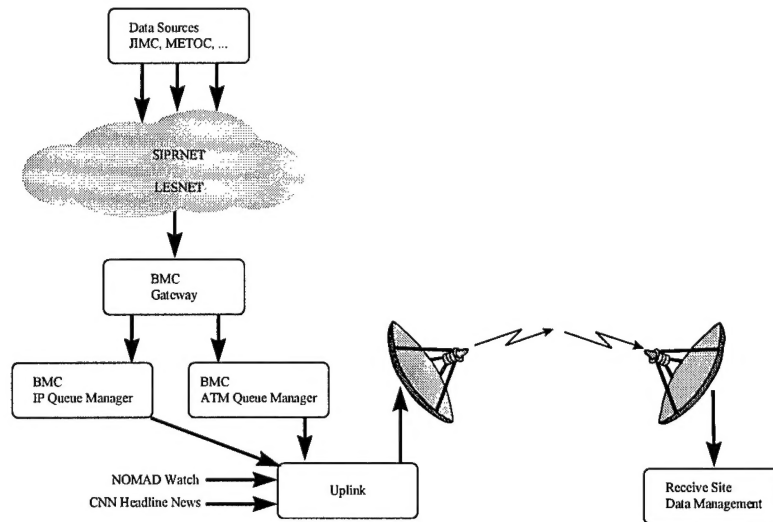 Data Sources
JIMC, METOC, ...
SIPRNET
LESNET
BMC
Gateway
BMC
IP Queue Manager
BMC
ATM Queue Manager
NOMAD Watch
CNN Headline News
Uplink
Receive Site
Data Management